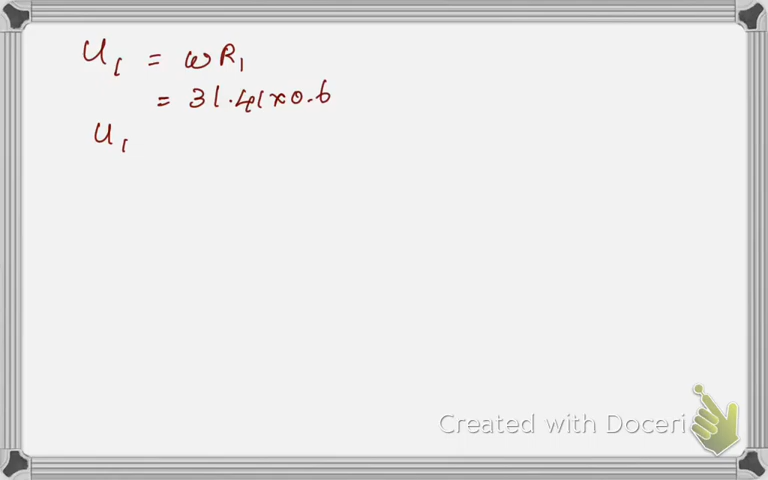 U₁ = ωR₁
= 31.41×0.6
U₁
Created with Doceri